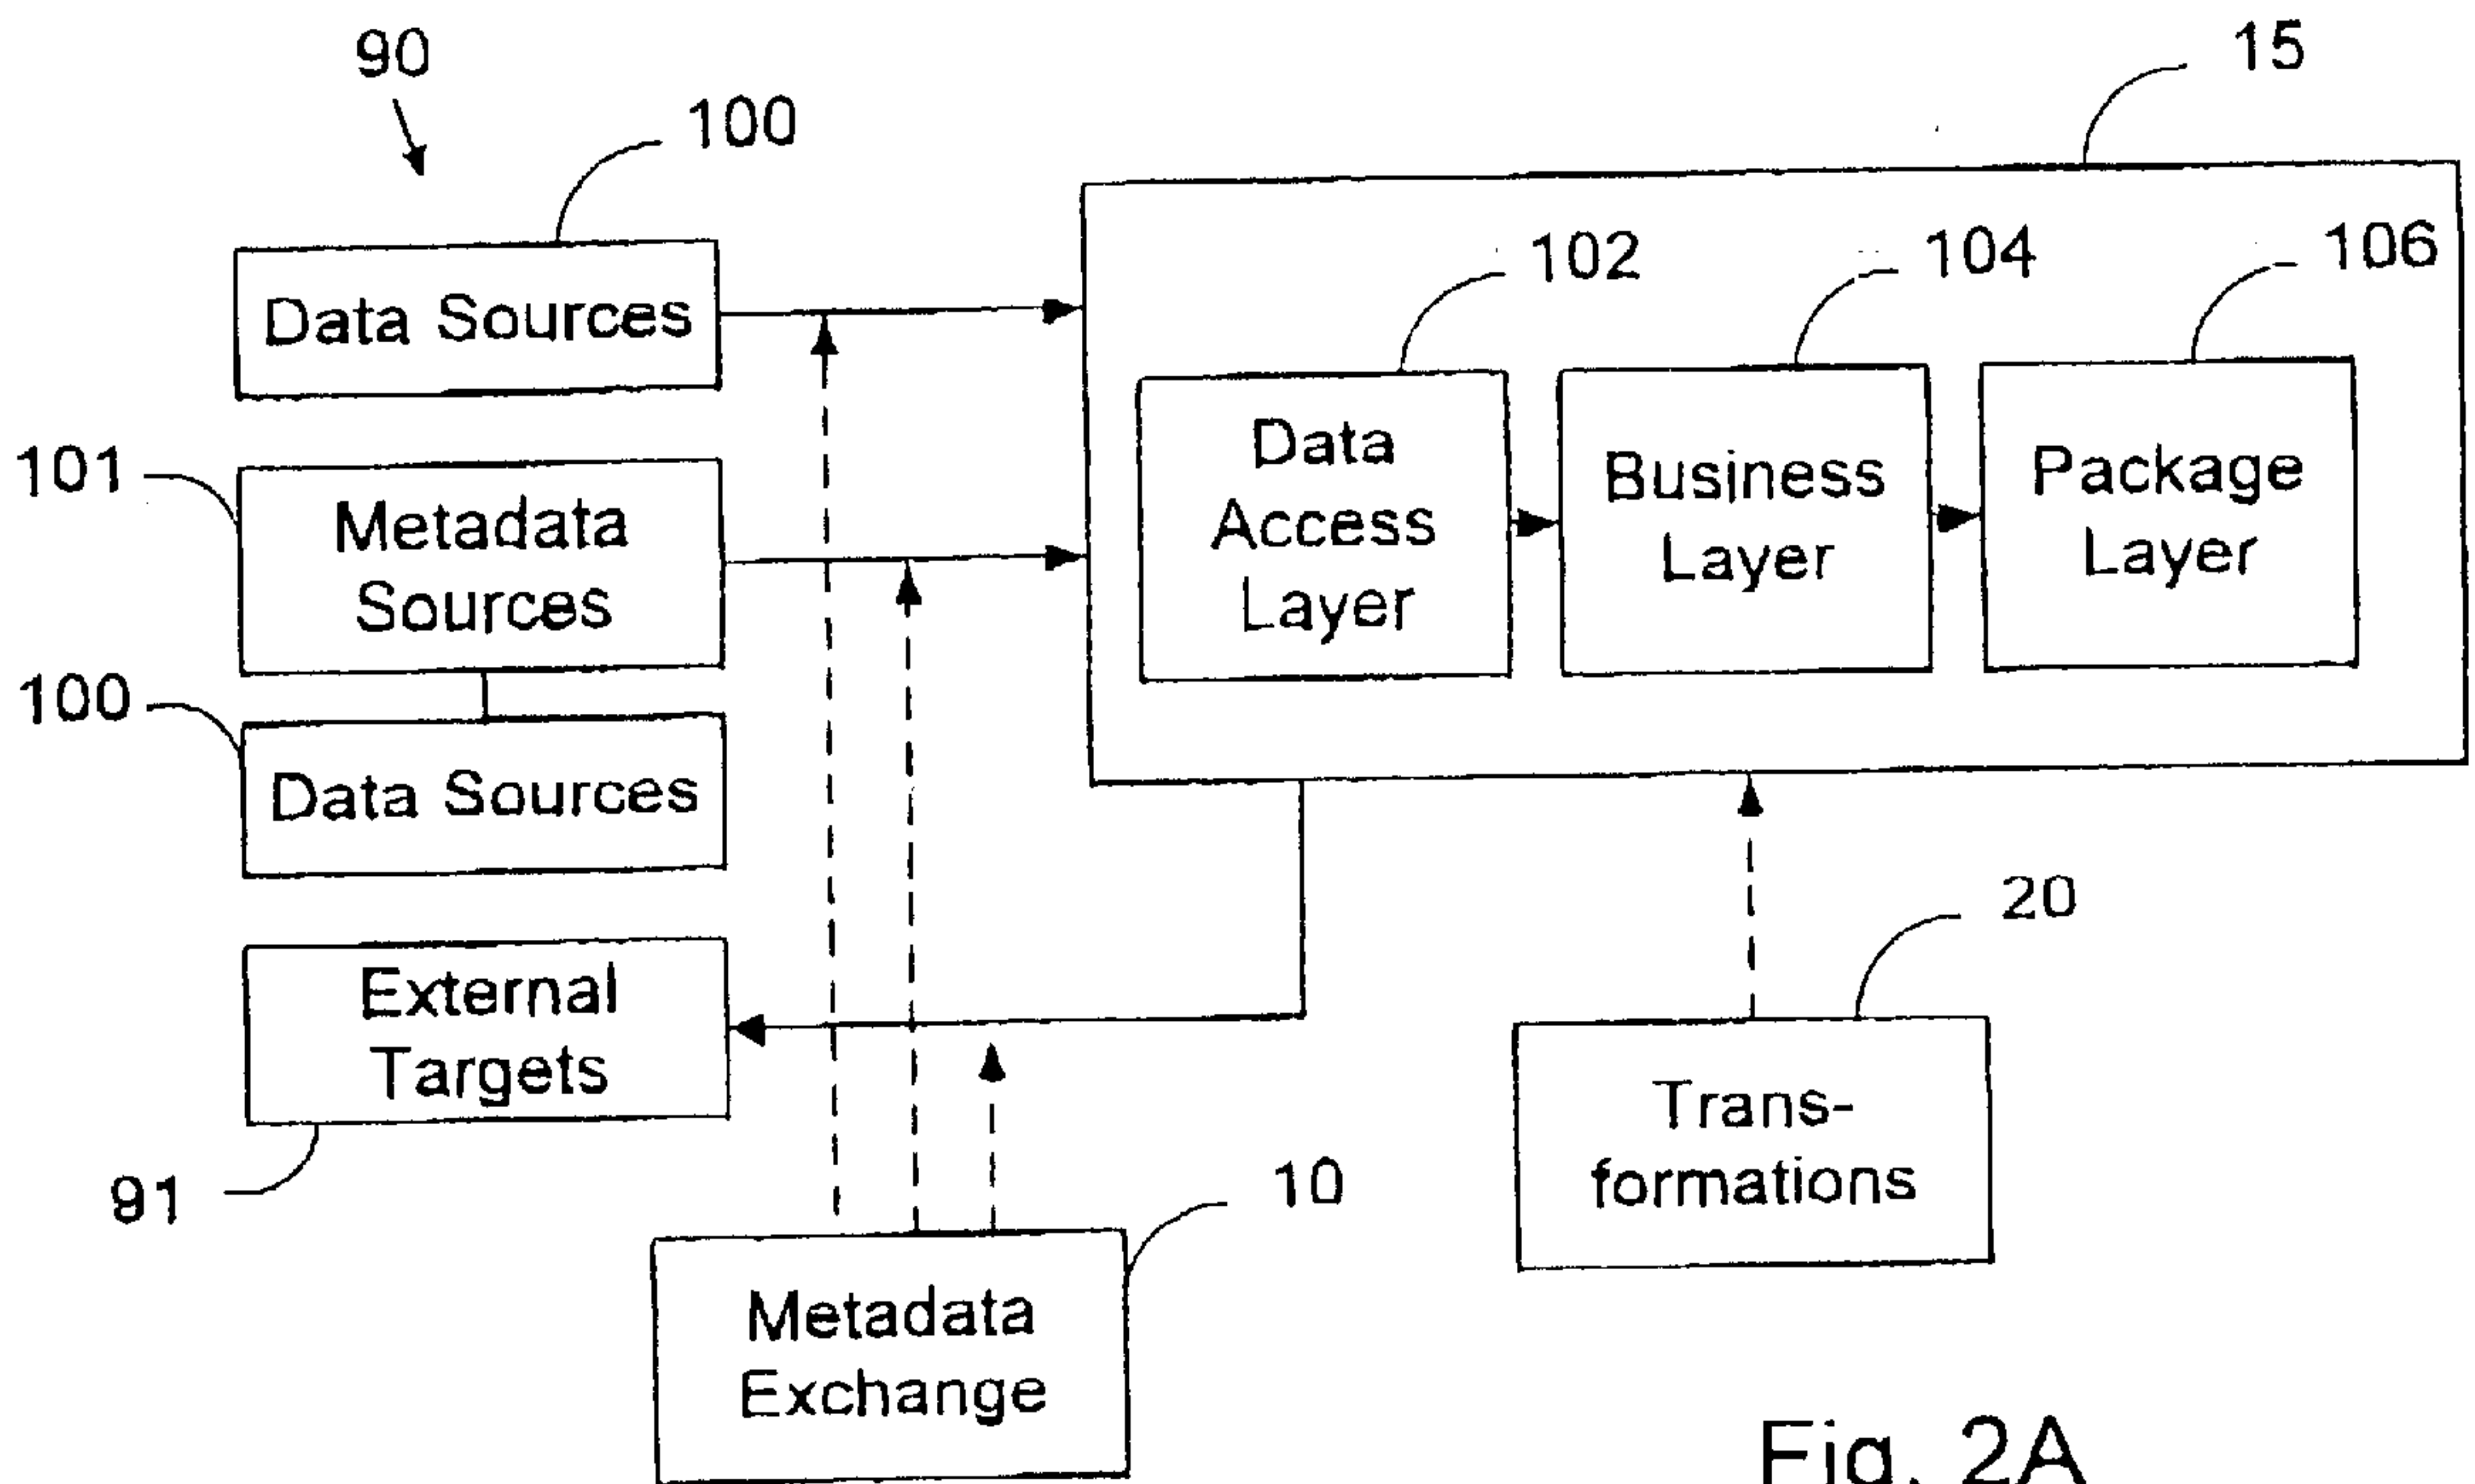 90
100
15
Data Sources
102
104
106
101
Metadata
Sources
Data
Access
Layer
Business
Layer
Package
Layer
100
Data Sources
20
External
Targets
91
10
Trans-
formations
Metadata
Exchange
Fig. 2A